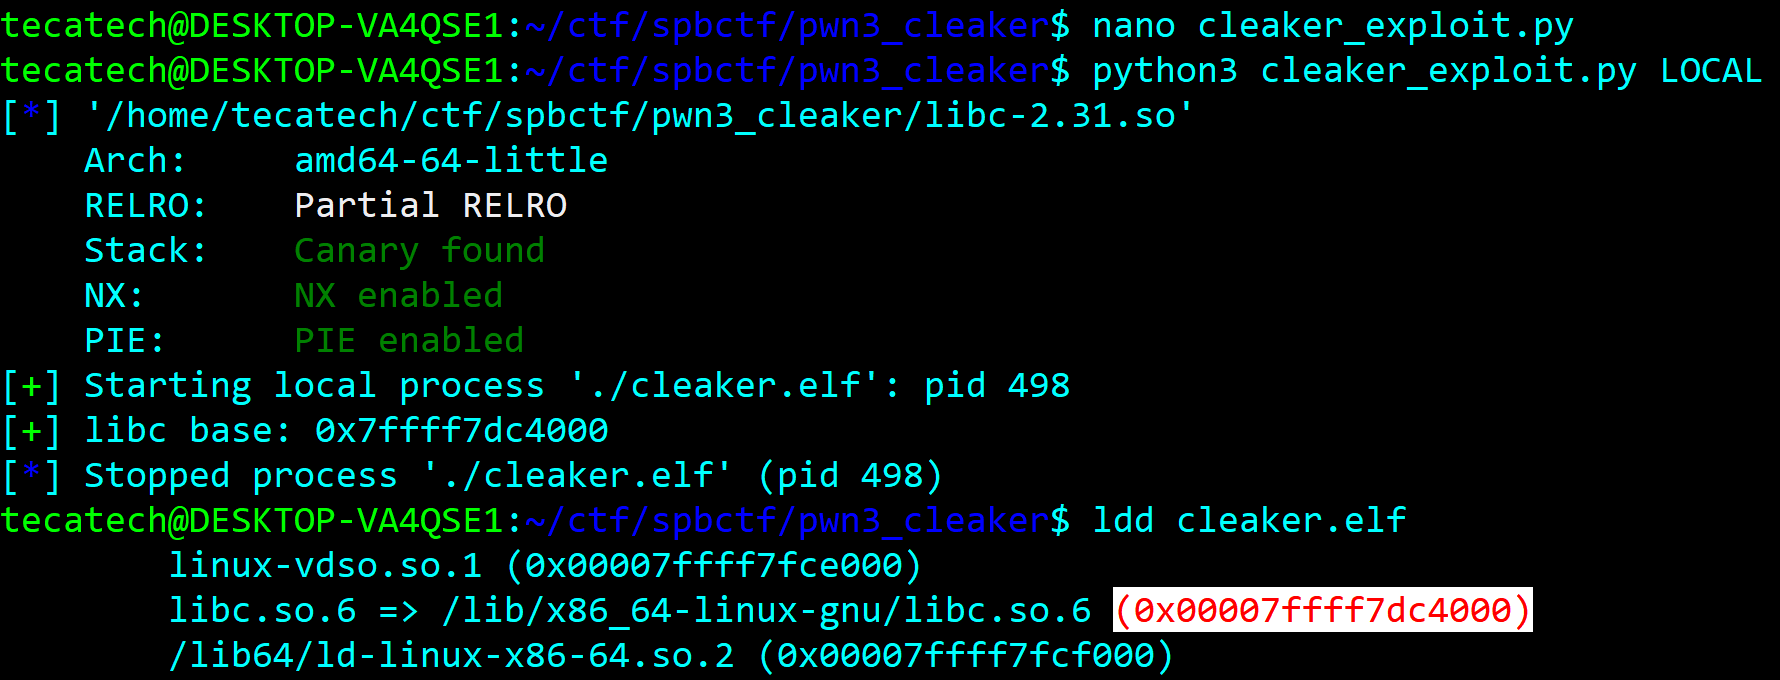 tecatech@DESKTOP-VA4QSE1:~/ctf/spbctf/pwn3_cleaker$ nano cleaker_exploit.py
tecatech@DESKTOP-VA4QSE1:~/ctf/spbctf/pwn3_cleaker$ python3 cleaker_exploit.py LOCAL
[*] '/home/tecatech/ctf/spbctf/pwn3_cleaker/libc-2.31.so'
    Arch:     amd64-64-little
    RELRO:    Partial RELRO
    Stack:    Canary found
    NX:       NX enabled
    PIE:      PIE enabled
[+] Starting local process './cleaker.elf': pid 498
[+] libc base: 0x7ffff7dc4000
[*] Stopped process './cleaker.elf' (pid 498)
tecatech@DESKTOP-VA4QSE1:~/ctf/spbctf/pwn3_cleaker$ ldd cleaker.elf
        linux-vdso.so.1 (0x00007ffff7fce000)
        libc.so.6 => /lib/x86_64-linux-gnu/libc.so.6 (0x00007ffff7dc4000)
        /lib64/ld-linux-x86-64.so.2 (0x00007ffff7fcf000)